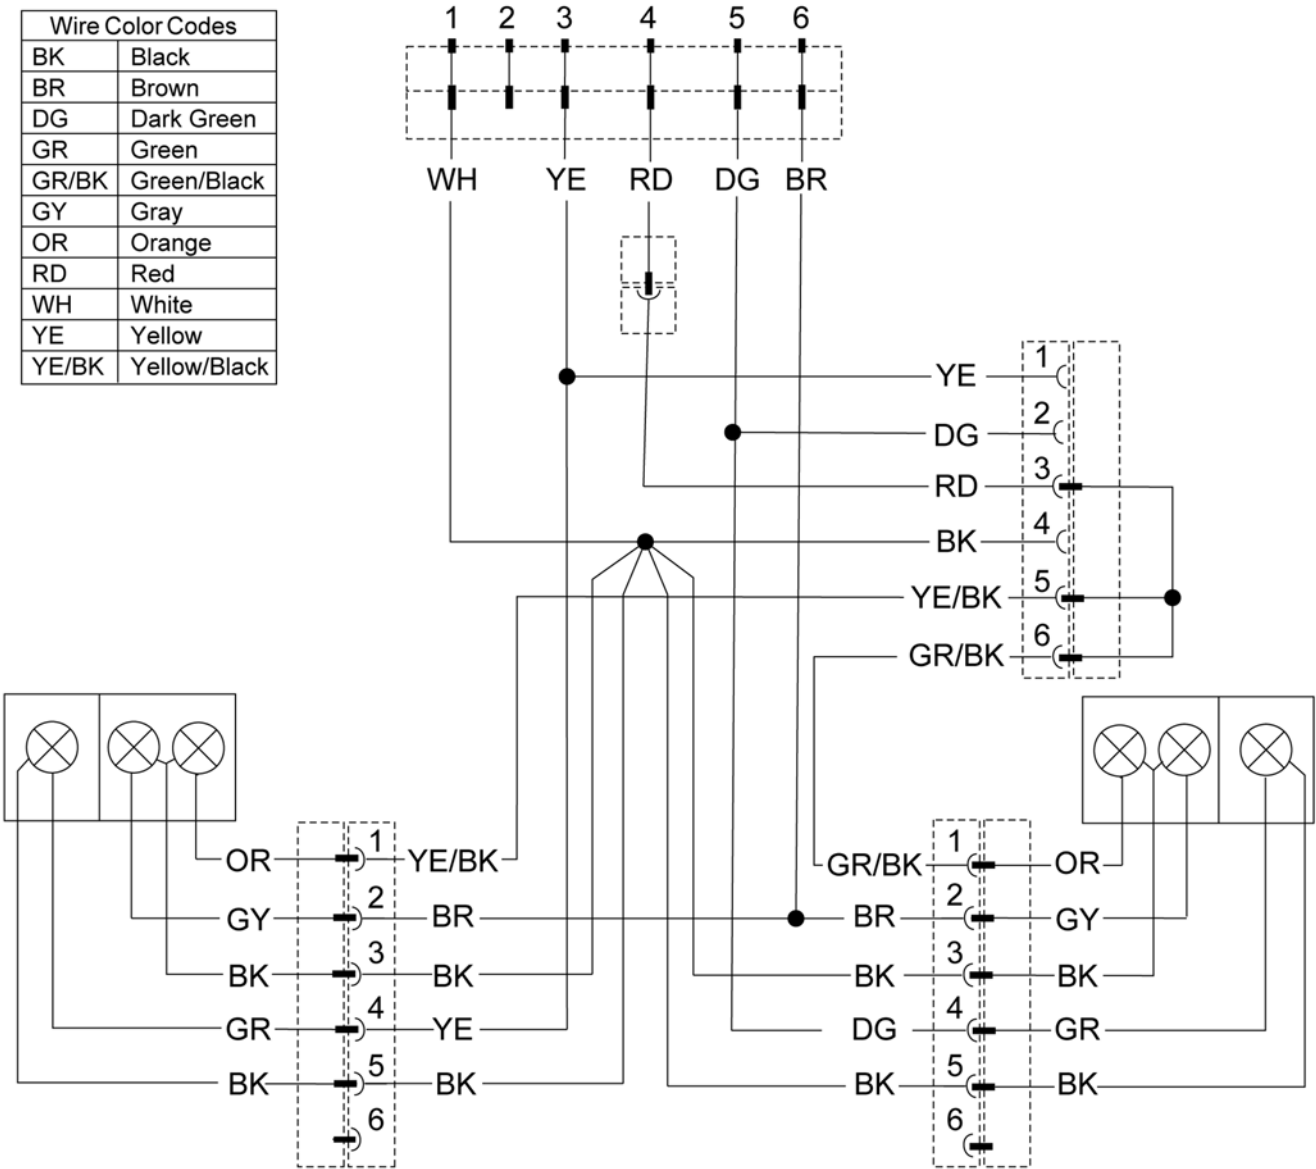 Wire Color Codes
BK Black
BR Brown
DG Dark Green
GR Green
GR/BK Green/Black
GY Gray
OR Orange
RD Red
WH White
YE Yellow
YE/BK Yellow/Black
1 2 3 4 5 6
WH YE RD DG BR
YE 1
DG 2
RD 3
BK 4
YE/BK 5
GR/BK 6
OR 1 YE/BK
GY 2 BR
BK 3 BK
GR 4 YE
BK 5 BK
6
GR/BK 1 OR
BR 2 GY
BK 3 BK
DG 4 GR
BK 5 BK
6